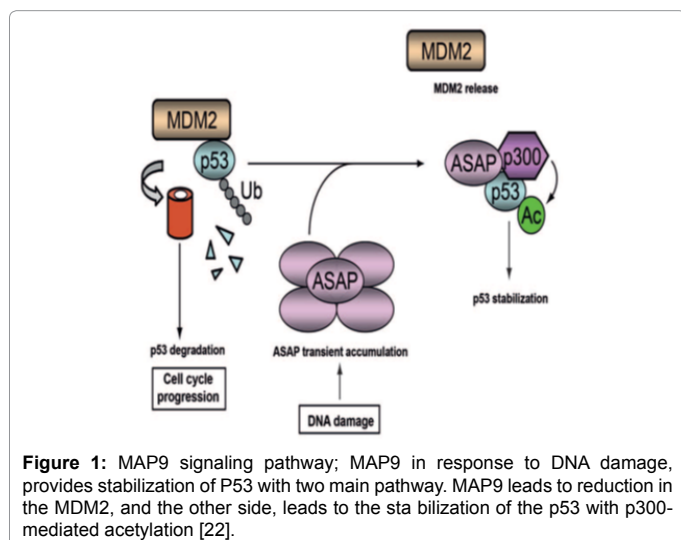 MDM2
MDM2 release
MDM2
p53
Ub
ASAP
p300
p53
Ac
ASAP
p53 stabilization
p53 degradation
ASAP transient accumulation
Cell cycle
progression
DNA damage
Figure 1: MAP9 signaling pathway; MAP9 in response to DNA damage,
provides stabilization of P53 with two main pathway. MAP9 leads to reduction in
the MDM2, and the other side, leads to the sta bilization of the p53 with p300-
mediated acetylation [22].